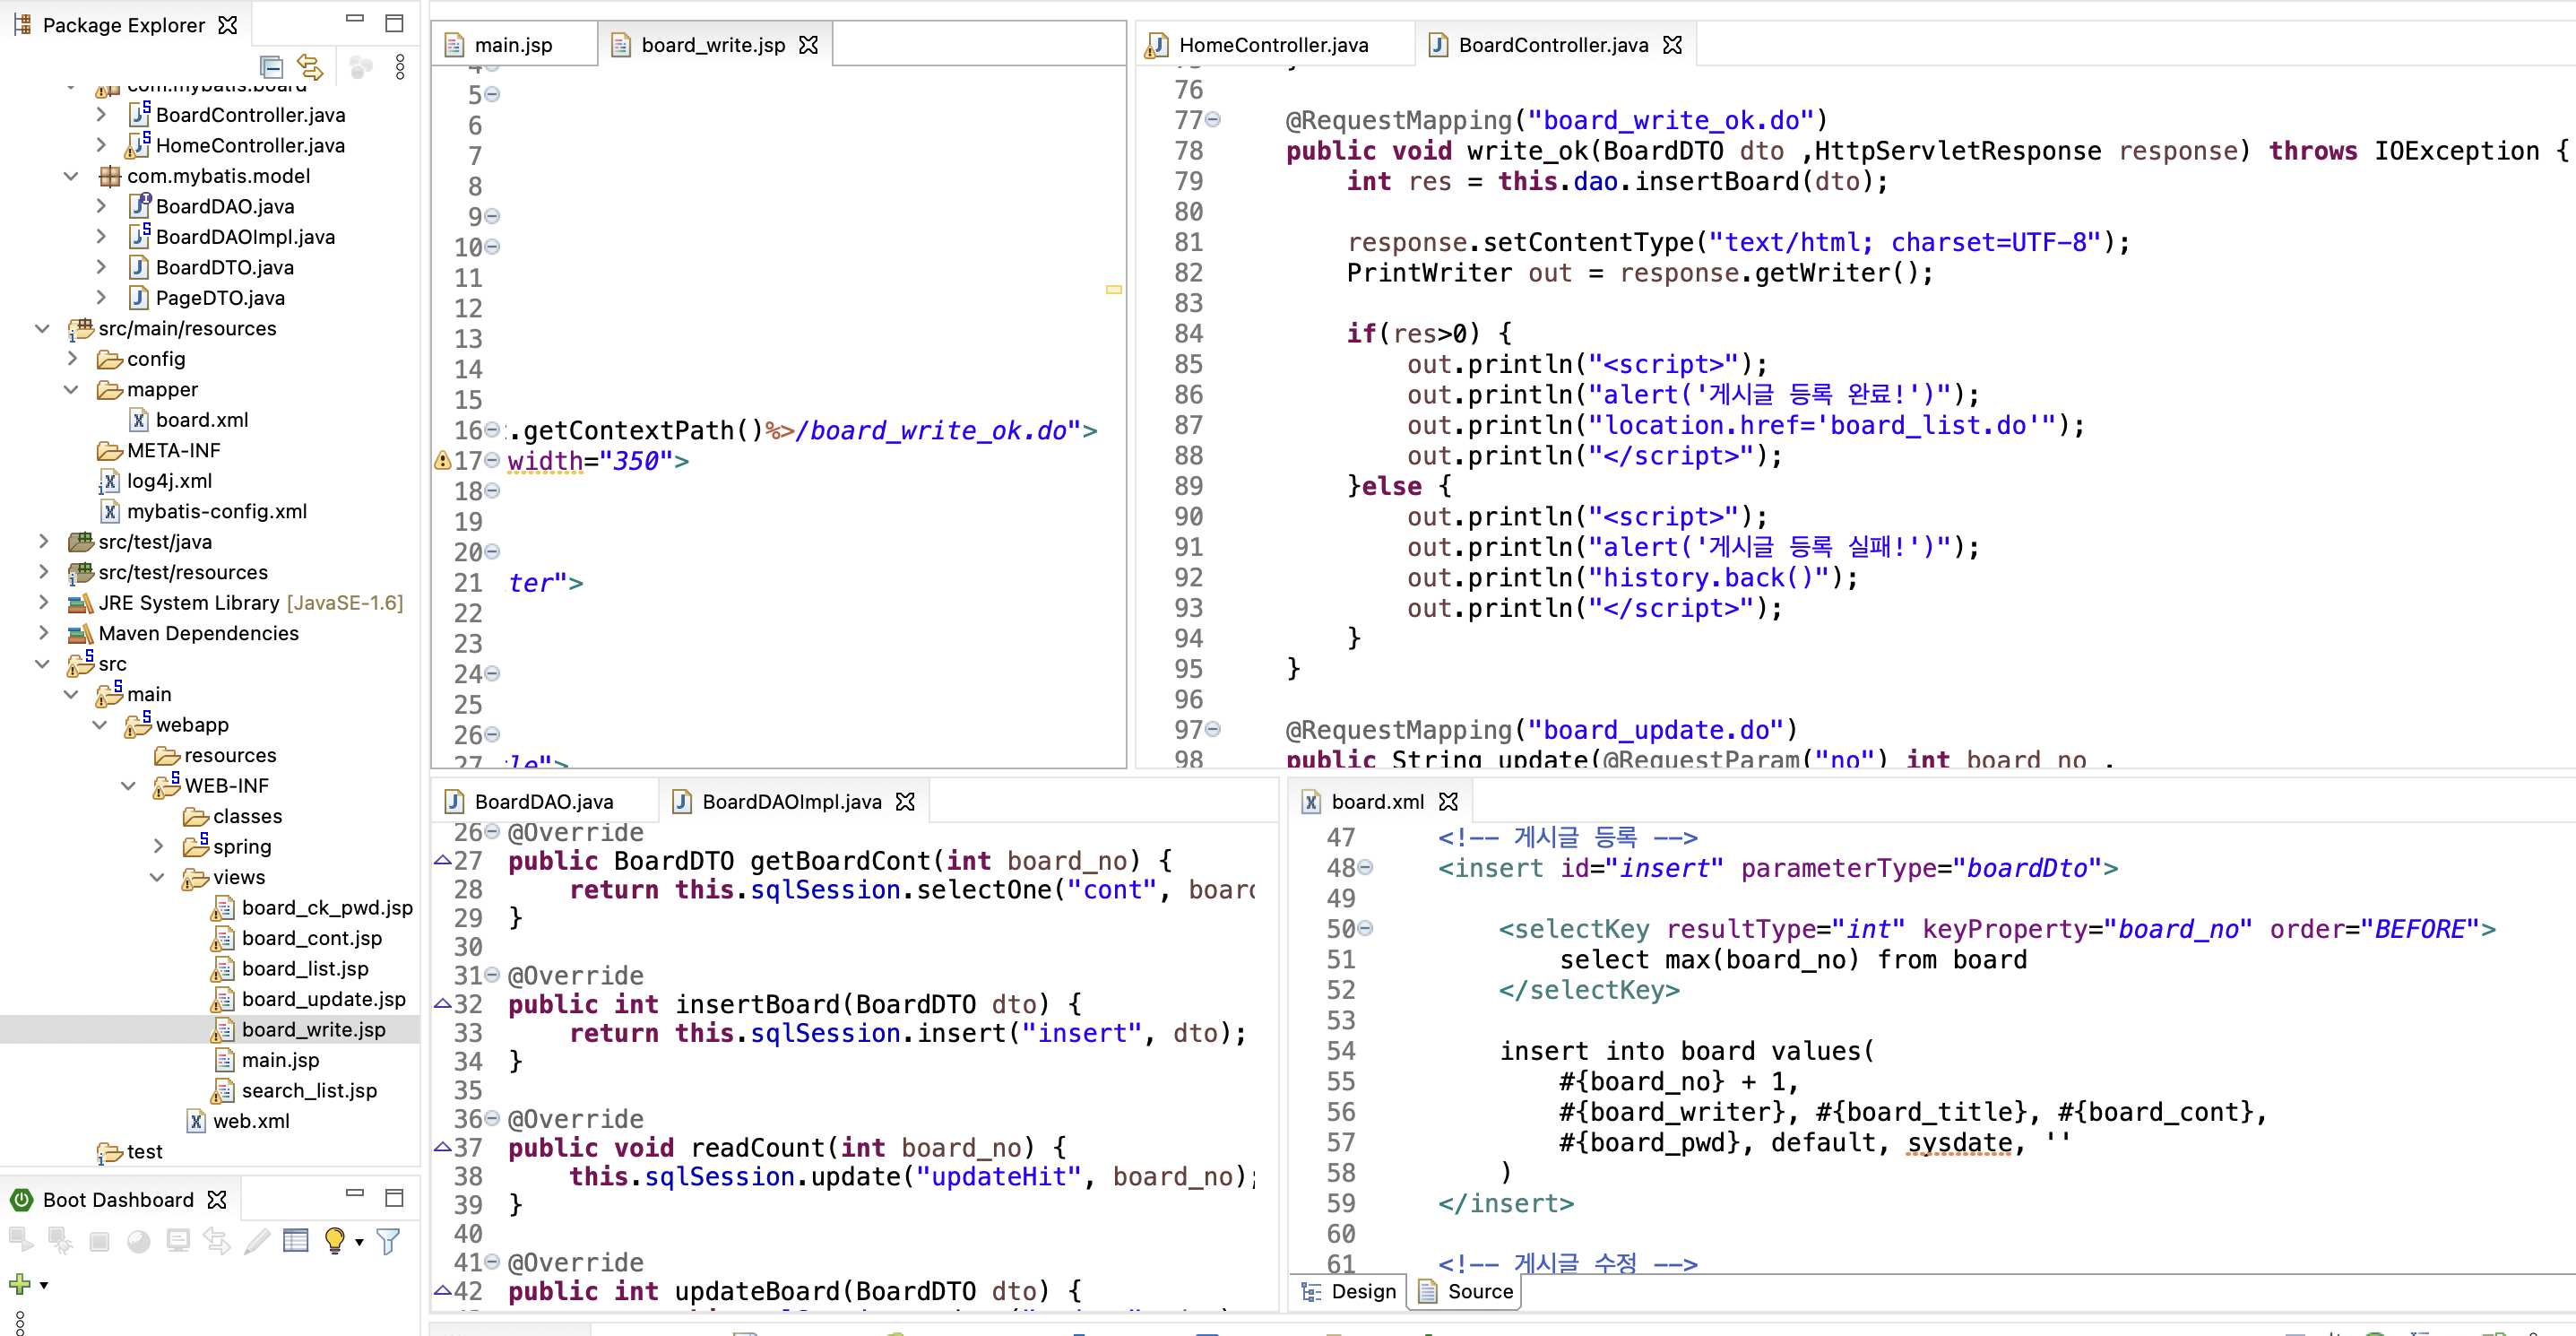 Package Explorer
com.mybatis.board
BoardController.java
HomeController.java
com.mybatis.model
BoardDAO.java
BoardDAOImpl.java
BoardDTO.java
PageDTO.java
src/main/resources
config
mapper
board.xml
META-INF
log4j.xml
mybatis-config.xml
src/test/java
src/test/resources
JRE System Library [JavaSE-1.6]
Maven Dependencies
src
main
webapp
resources
WEB-INF
classes
spring
views
board_ck_pwd.jsp
board_cont.jsp
board_list.jsp
board_update.jsp
board_write.jsp
main.jsp
search_list.jsp
web.xml
test
Boot Dashboard
main.jsp board_write.jsp
4
5
6
7
8
9
10
11
12
13
14
15
16 .getContextPath()%>/board_write_ok.do">
17 width="350">
18
19
20
21 ter">
22
23
24
25
26
27 le">
HomeController.java BoardController.java
76
77 @RequestMapping("board_write_ok.do")
78 public void write_ok(BoardDTO dto ,HttpServletResponse response) throws IOException {
79 int res = this.dao.insertBoard(dto);
80
81 response.setContentType("text/html; charset=UTF-8");
82 PrintWriter out = response.getWriter();
83
84 if(res>0) {
85 out.println("<script>");
86 out.println("alert('게시글 등록 완료!')");
87 out.println("location.href='board_list.do'");
88 out.println("</script>");
89 }else {
90 out.println("<script>");
91 out.println("alert('게시글 등록 실패!')");
92 out.println("history.back()");
93 out.println("</script>");
94 }
95 }
96
97 @RequestMapping("board_update.do")
98 public String update(@RequestParam("no") int board_no ,
BoardDAO.java BoardDAOImpl.java
26 @Override
27 public BoardDTO getBoardCont(int board_no) {
28 return this.sqlSession.selectOne("cont", board
29 }
30
31 @Override
32 public int insertBoard(BoardDTO dto) {
33 return this.sqlSession.insert("insert", dto);
34 }
35
36 @Override
37 public void readCount(int board_no) {
38 this.sqlSession.update("updateHit", board_no);
39 }
40
41 @Override
42 public int updateBoard(BoardDTO dto) {
board.xml
47 <!-- 게시글 등록 -->
48 <insert id="insert" parameterType="boardDto">
49
50 <selectKey resultType="int" keyProperty="board_no" order="BEFORE">
51 select max(board_no) from board
52 </selectKey>
53
54 insert into board values(
55 #{board_no} + 1,
56 #{board_writer}, #{board_title}, #{board_cont},
57 #{board_pwd}, default, sysdate, ''
58 )
59 </insert>
60
61 <!-- 게시글 수정 -->
Design Source